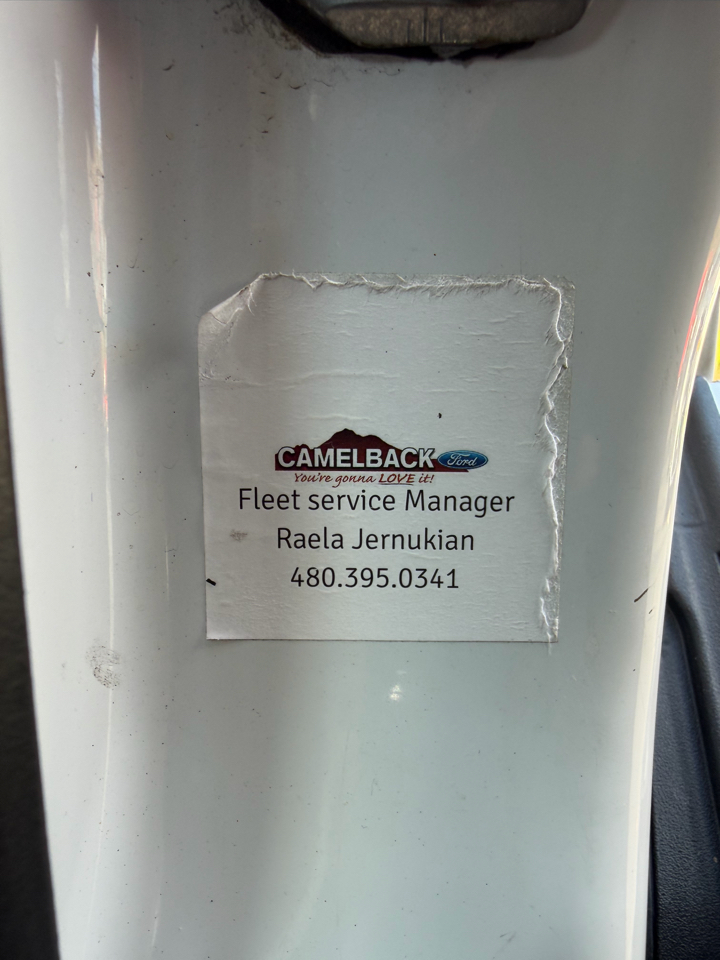 CAMELBACK Ford
You're gonna LOVE it!
Fleet service Manager
Raela Jernukian
480.395.0341